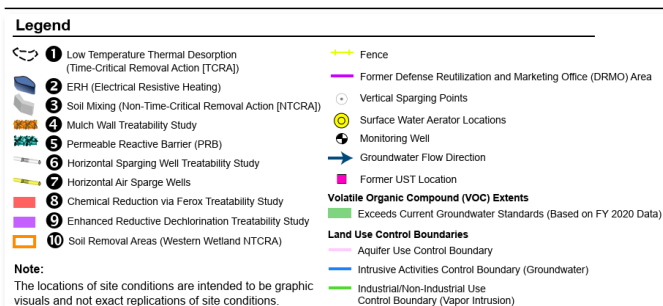 Legend
1 Low Temperature Thermal Desorption
(Time-Critical Removal Action [TCRA])
2 ERH (Electrical Resistive Heating)
3 Soil Mixing (Non-Time-Critical Removal Action [NTCRA])
4 Mulch Wall Treatability Study
5 Permeable Reactive Barrier (PRB)
6 Horizontal Sparging Well Treatability Study
7 Horizontal Air Sparge Wells
8 Chemical Reduction via Ferox Treatability Study
9 Enhanced Reductive Dechlorination Treatability Study
10 Soil Removal Areas (Western Wetland NTCRA)
Note:
The locations of site conditions are intended to be graphic
visuals and not exact replications of site conditions.
Fence
Former Defense Reutilization and Marketing Office (DRMO) Area
Vertical Sparging Points
Surface Water Aerator Locations
Monitoring Well
Groundwater Flow Direction
Former UST Location
Volatile Organic Compound (VOC) Extents
Exceeds Current Groundwater Standards (Based on FY 2020 Data)
Land Use Control Boundaries
Aquifer Use Control Boundary
Intrusive Activities Control Boundary (Groundwater)
Industrial/Non-Industrial Use
Control Boundary (Vapor Intrusion)